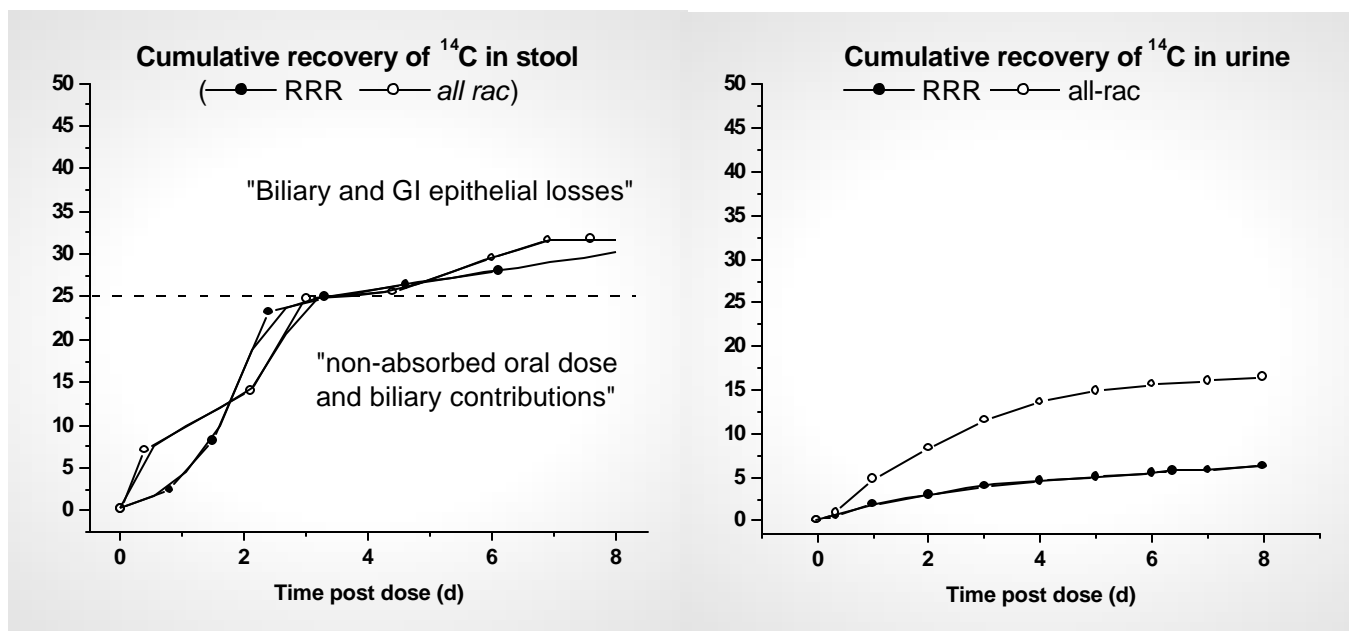 Cumulative recovery of ¹⁴C in stool
(RRR all rac)
50
45
40
35
30
25
20
15
10
5
0
"Biliary and GI epithelial losses"
"non-absorbed oral dose
and biliary contributions"
0 2 4 6 8
Time post dose (d)
Cumulative recovery of ¹⁴C in urine
RRR all-rac
50
45
40
35
30
25
20
15
10
5
0
0 2 4 6 8
Time post dose (d)